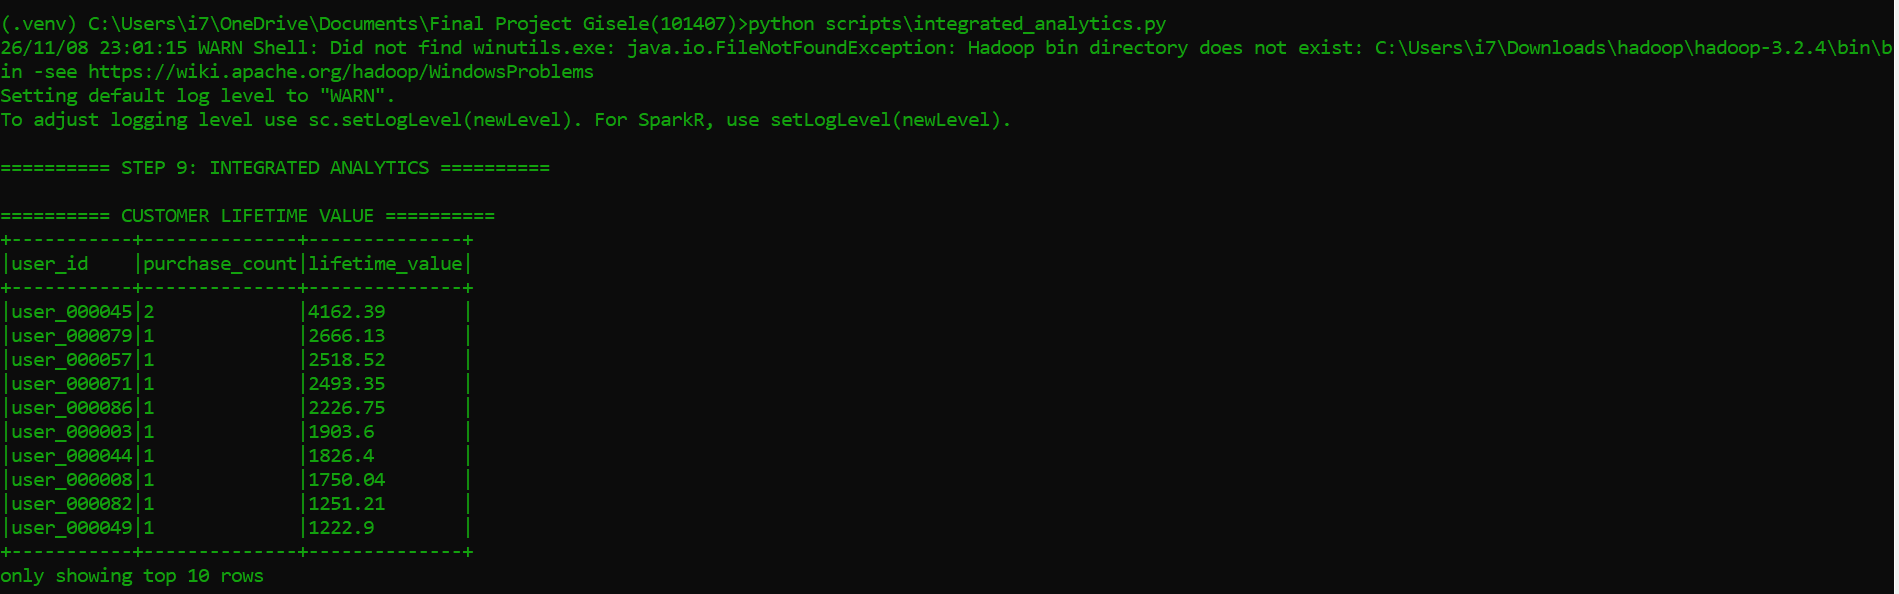 (.venv) C:\Users\i7\OneDrive\Documents\Final Project Gisele(101407)>python scripts\integrated_analytics.py
26/11/08 23:01:15 WARN Shell: Did not find winutils.exe: java.io.FileNotFoundException: Hadoop bin directory does not exist: C:\Users\i7\Downloads\hadoop\hadoop-3.2.4\bin\b
in -see https://wiki.apache.org/hadoop/WindowsProblems
Setting default log level to "WARN".
To adjust logging level use sc.setLogLevel(newLevel). For SparkR, use setLogLevel(newLevel).
========== STEP 9: INTEGRATED ANALYTICS ==========
========== CUSTOMER LIFETIME VALUE ==========
+-----------+--------------+--------------+
|user_id    |purchase_count|lifetime_value|
+-----------+--------------+--------------+
|user_000045|2             |4162.39       |
|user_000079|1             |2666.13       |
|user_000057|1             |2518.52       |
|user_000071|1             |2493.35       |
|user_000086|1             |2226.75       |
|user_000003|1             |1903.6        |
|user_000044|1             |1826.4        |
|user_000008|1             |1750.04       |
|user_000082|1             |1251.21       |
|user_000049|1             |1222.9        |
+-----------+--------------+--------------+
only showing top 10 rows